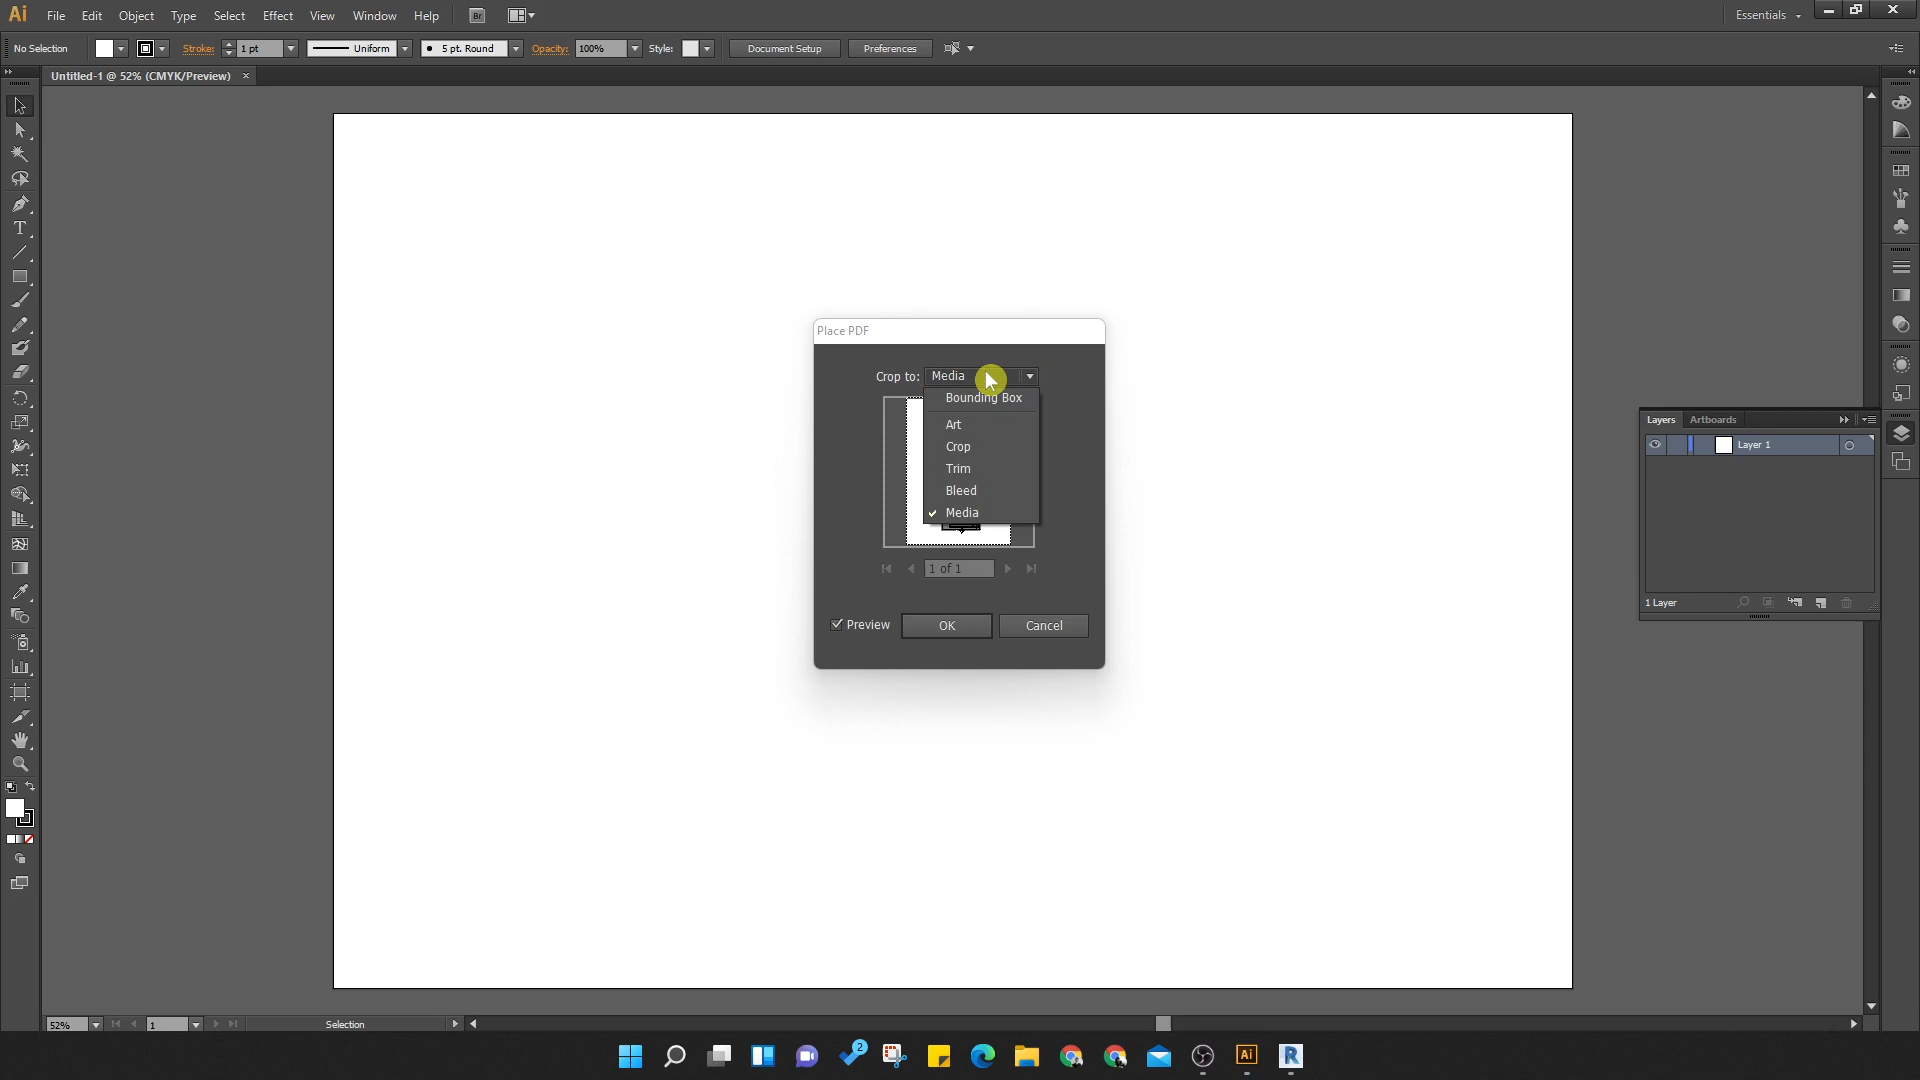 Ai File Edit Object Type Select Effect View Window Help Br Essentials
No Selection Stroke: 1 pt Uniform 5 pt. Round Opacity: 100% Style: Document Setup Preferences
Untitled-1 @ 52% (CMYK/Preview) ×
Place PDF
Crop to: Media
Bounding Box
Art
Crop
Trim
Bleed
Media
1 of 1
Preview OK Cancel
Layers Artboards
Layer 1
1 Layer
52% 1 Selection
2
Ai R